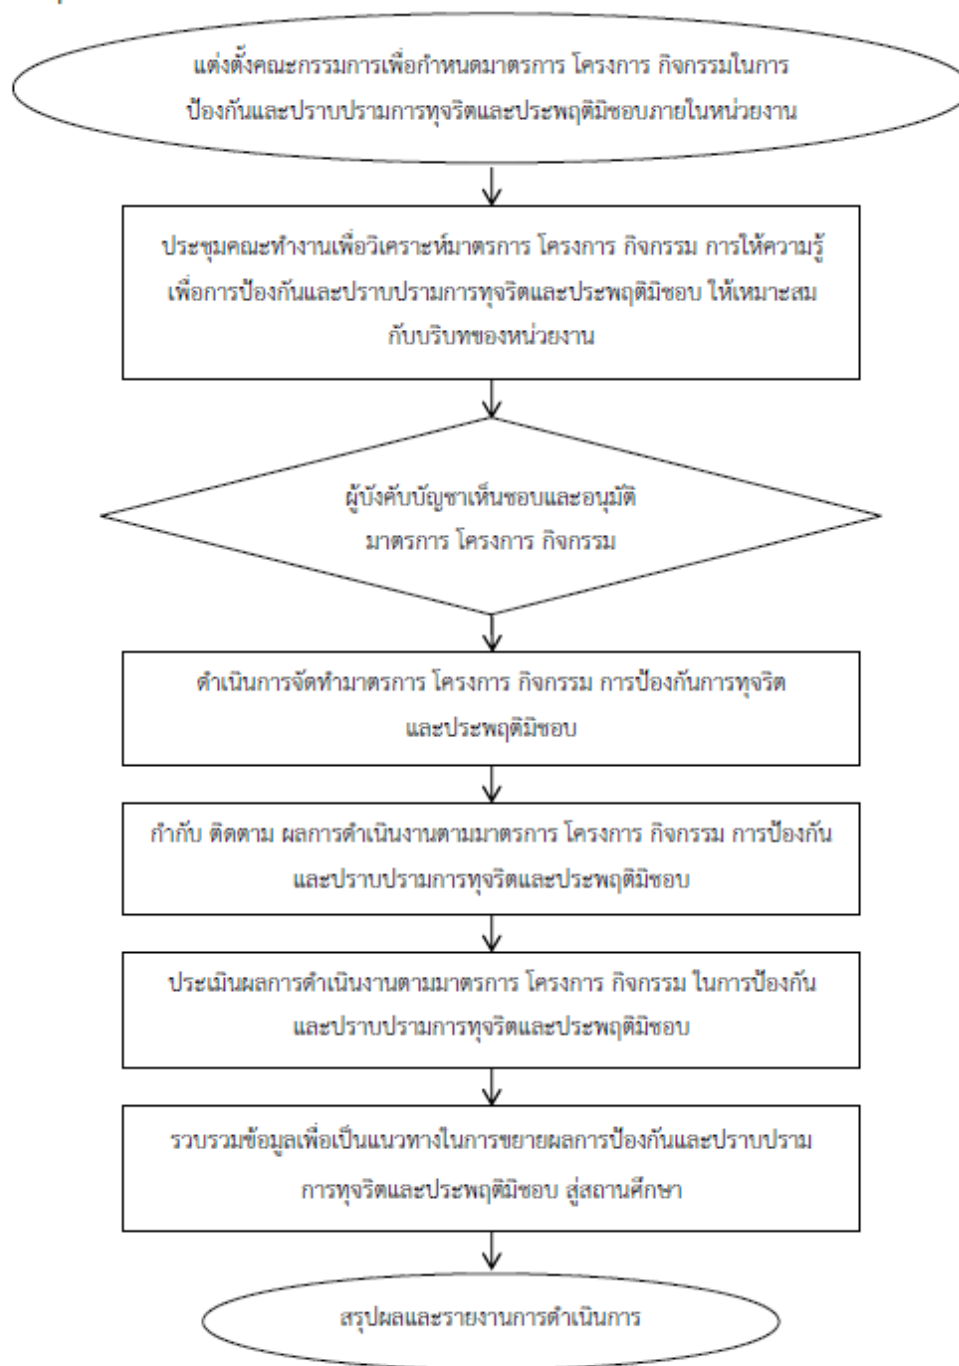 แต่งตั้งคณะกรรมการเพื่อกำหนดมาตรการ โครงการ กิจกรรมในการ
ป้องกันและปราบปรามการทุจริตและประพฤติมิชอบภายในหน่วยงาน
ประชุมคณะทำงานเพื่อวิเคราะห์มาตรการ โครงการ กิจกรรม การให้ความรู้
เพื่อการป้องกันและปราบปรามการทุจริตและประพฤติมิชอบ ให้เหมาะสม
กับบริบทของหน่วยงาน
ผู้บังคับบัญชาเห็นชอบและอนุมัติ
มาตรการ โครงการ กิจกรรม
ดำเนินการจัดทำมาตรการ โครงการ กิจกรรม การป้องกันการทุจริต
และประพฤติมิชอบ
กำกับ ติดตาม ผลการดำเนินงานตามมาตรการ โครงการ กิจกรรม การป้องกัน
และปราบปรามการทุจริตและประพฤติมิชอบ
ประเมินผลการดำเนินงานตามมาตรการ โครงการ กิจกรรม ในการป้องกัน
และปราบปรามการทุจริตและประพฤติมิชอบ
รวบรวมข้อมูลเพื่อเป็นแนวทางในการขยายผลการป้องกันและปราบปราม
การทุจริตและประพฤติมิชอบ สู่สถานศึกษา
สรุปผลและรายงานการดำเนินการ